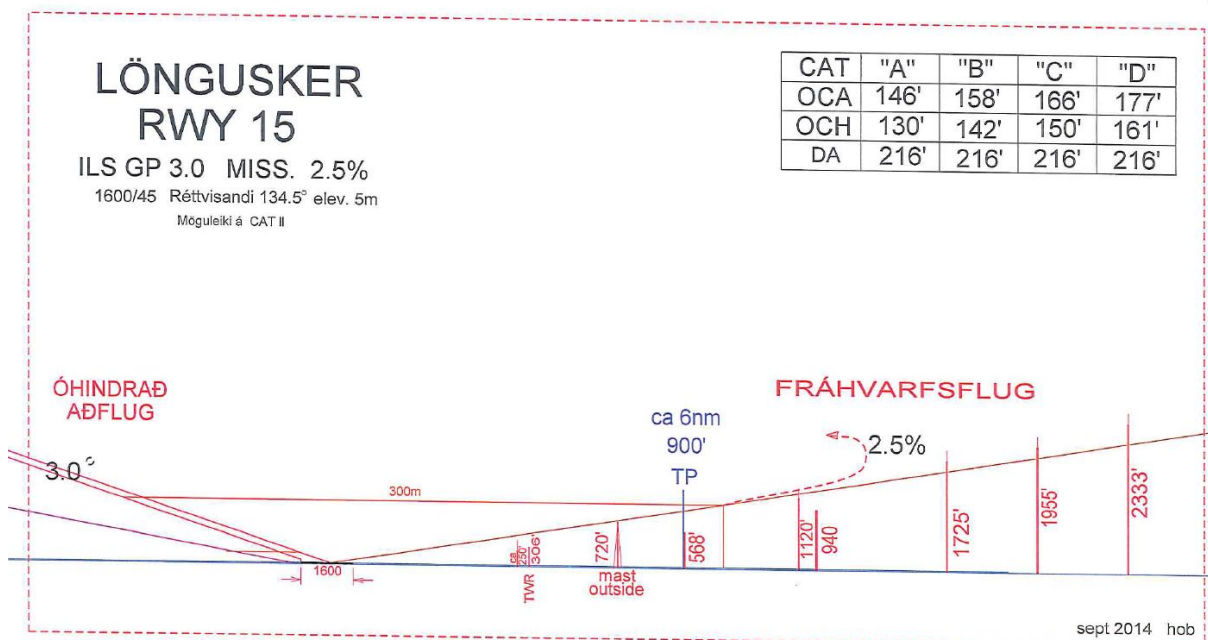 LÖNGUSKER
RWY 15
ILS GP 3.0 MISS. 2.5%
1600/45 Réttvisandi 134.5° elev. 5m
Möguleiki á CAT II
CAT "A" "B" "C" "D"
OCA 146' 158' 166' 177'
OCH 130' 142' 150' 161'
DA 216' 216' 216' 216'
ÓHINDRAÐ
AÐFLUG
FRÁHVARFSFLUG
ca 6nm
900'
TP
3.0°
2.5%
300m
1600
ca
250'
306'
TWR
720'
mast
outside
568'
1120'
940
1725'
1955'
2333'
sept 2014 hob